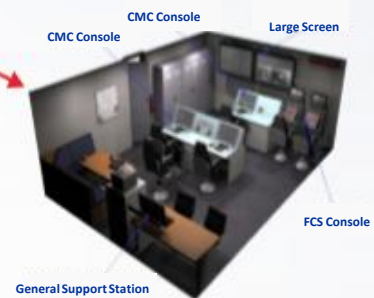 CMC Console
Large Screen
CMC Console
FCS Console
General Support Station